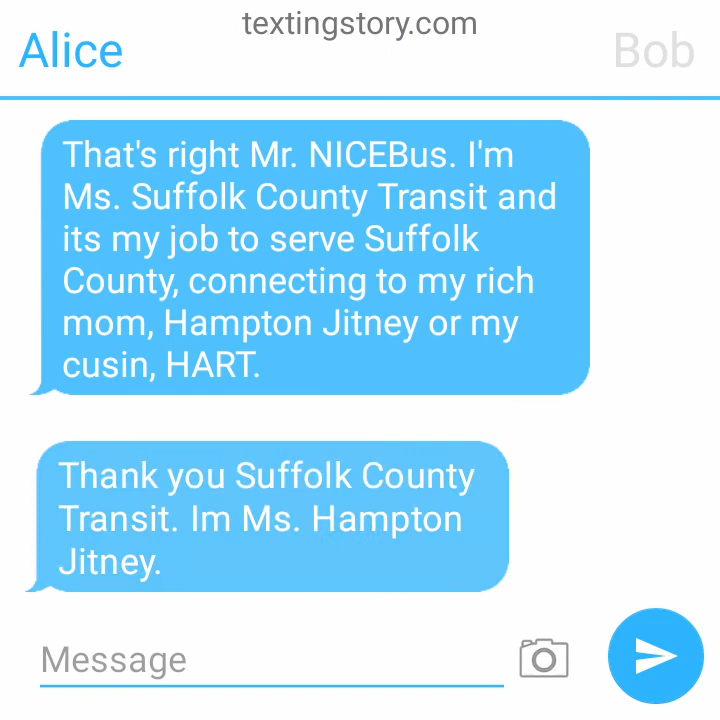 textingstory.com
Alice
Bob
That's right Mr. NICEBus. I'm
Ms. Suffolk County Transit and
its my job to serve Suffolk
County, connecting to my rich
mom, Hampton Jitney or my
cusin, HART.
Thank you Suffolk County
Transit. Im Ms. Hampton
Jitney.
Message